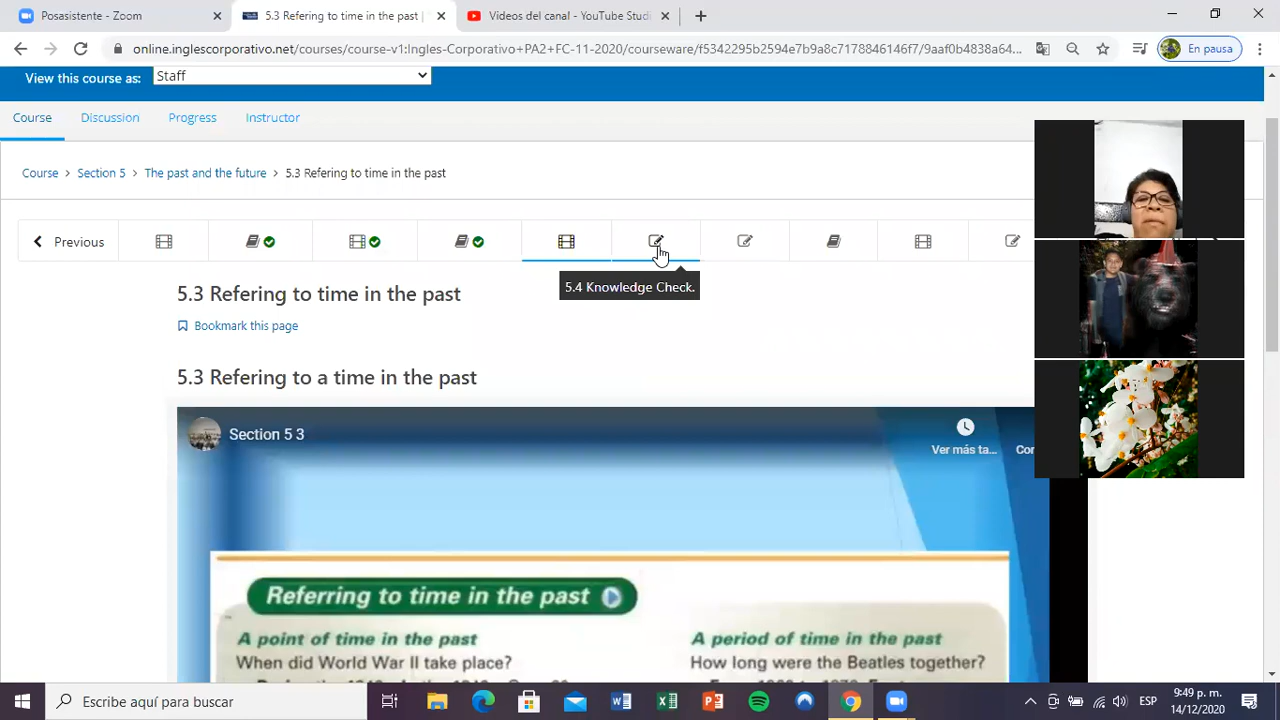 Posasistente - Zoom
5.3 Refering to time in the past |
Videos del canal - YouTube Studi
online.inglescorporativo.net/courses/course-v1:Ingles-Corporativo+PA2+FC-11-2020/courseware/f5342295b2594e7b9a8c7178846146f7/9aaf0b4838a64...
En pausa
View this course as:
Staff
Course
Discussion
Progress
Instructor
Course > Section 5 > The past and the future > 5.3 Refering to time in the past
Previous
5.4 Knowledge Check.
5.3 Refering to time in the past
Bookmark this page
5.3 Refering to a time in the past
Section 5 3
Ver más ta...
Con
Referring to time in the past
A point of time in the past
A period of time in the past
When did World War II take place?
How long were the Beatles together?
Escribe aquí para buscar
ESP
9:49 p. m.
14/12/2020